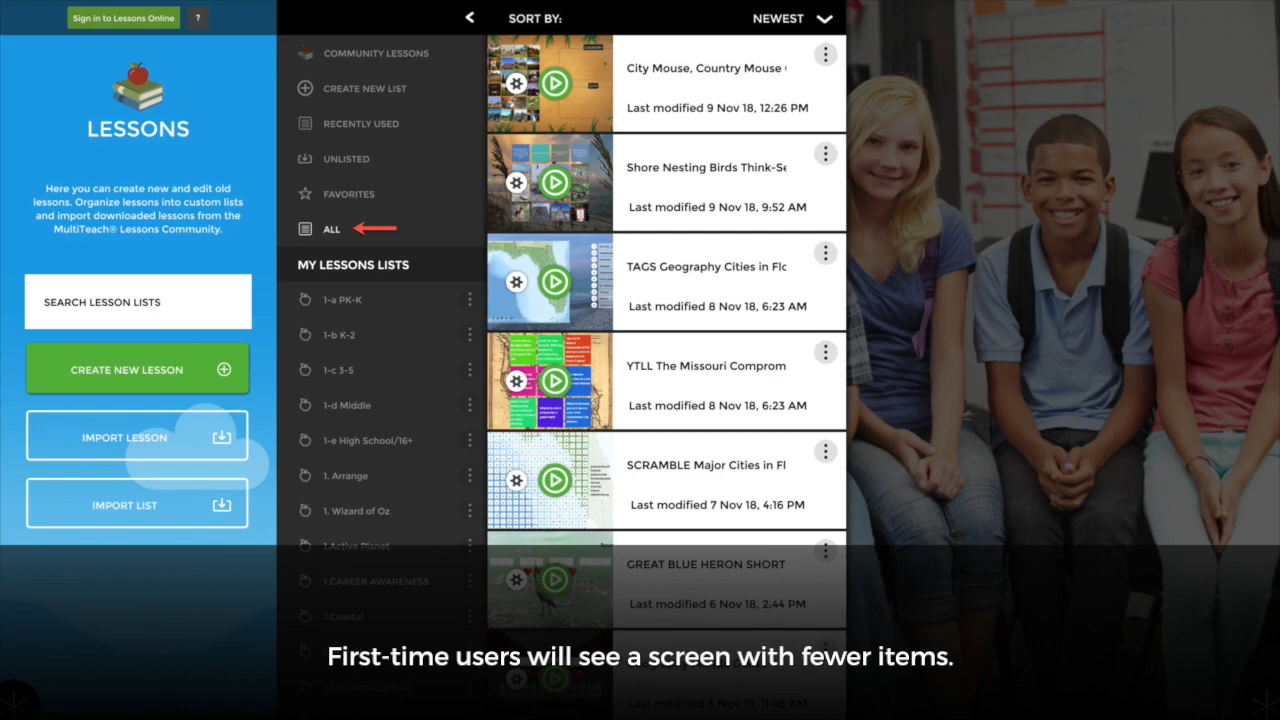 Sign in to Lessons Online
?
LESSONS
Here you can create new and edit old
lessons. Organize lessons into custom lists
and import downloaded lessons from the
MultiTeach® Lessons Community.
SEARCH LESSON LISTS
CREATE NEW LESSON
IMPORT LESSON
IMPORT LIST
COMMUNITY LESSONS
CREATE NEW LIST
RECENTLY USED
UNLISTED
FAVORITES
ALL
MY LESSONS LISTS
1-a PK-K
1-b K-2
1-c 3-5
1-d Middle
1-e High School/16+
1. Arrange
1. Wizard of Oz
1.Active Planet
1.CAREER AWARENESS
1.Coastal
SORT BY:
NEWEST
City Mouse, Country Mouse
Last modified 9 Nov 18, 12:26 PM
Shore Nesting Birds Think-Se
Last modified 9 Nov 18, 9:52 AM
TAGS Geography Cities in Flo
Last modified 8 Nov 18, 6:23 AM
YTLL The Missouri Comprom
Last modified 8 Nov 18, 6:23 AM
SCRAMBLE Major Cities in Fl
Last modified 7 Nov 18, 4:16 PM
GREAT BLUE HERON SHORT
Last modified 6 Nov 18, 2:44 PM
First-time users will see a screen with fewer items.
Last modified 5 Nov 18, 11:46 AM